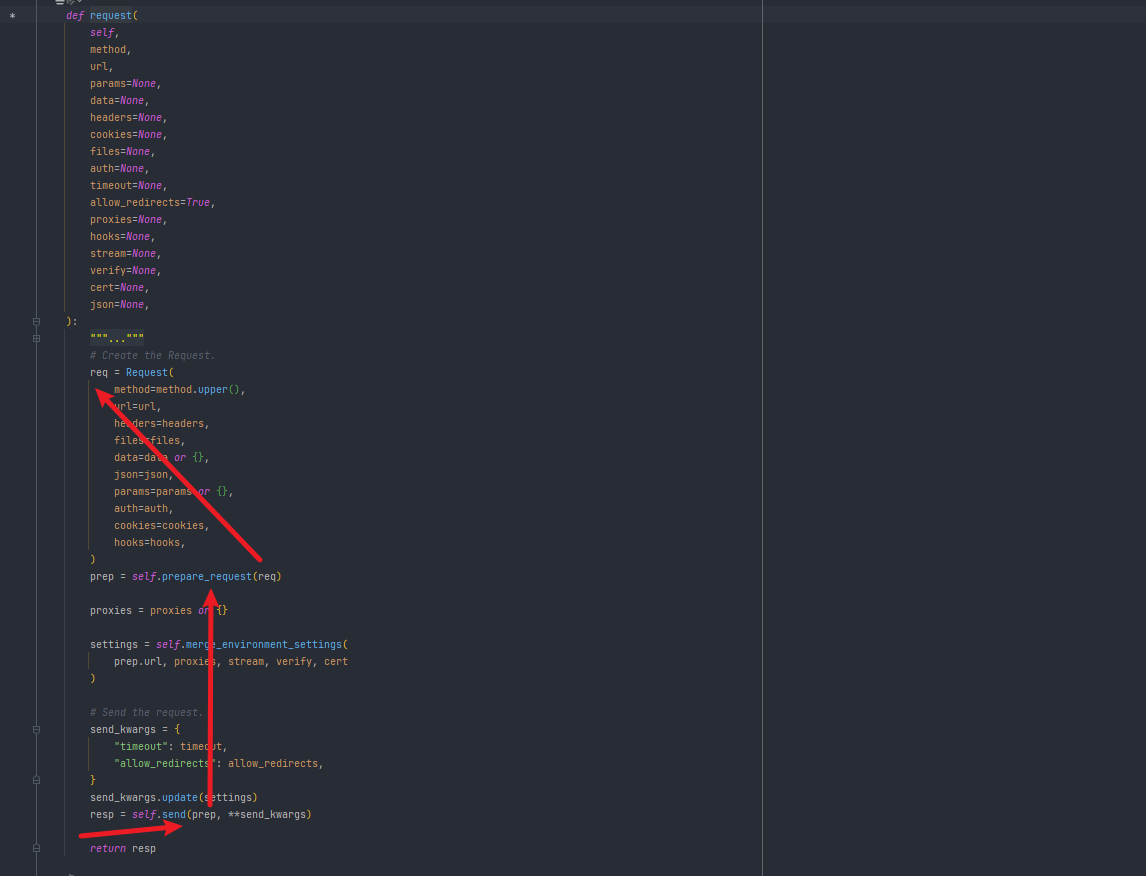 def request(
self,
method,
url,
params=None,
data=None,
headers=None,
cookies=None,
files=None,
auth=None,
timeout=None,
allow_redirects=True,
proxies=None,
hooks=None,
stream=None,
verify=None,
cert=None,
json=None,
):
"""..."""
# Create the Request.
req = Request(
method=method.upper(),
url=url,
headers=headers,
files=files,
data=data or {},
json=json,
params=params or {},
auth=auth,
cookies=cookies,
hooks=hooks,
)
prep = self.prepare_request(req)
proxies = proxies or {}
settings = self.merge_environment_settings(
prep.url, proxies, stream, verify, cert
)
# Send the request.
send_kwargs = {
"timeout": timeout,
"allow_redirects": allow_redirects,
}
send_kwargs.update(settings)
resp = self.send(prep, **send_kwargs)
return resp